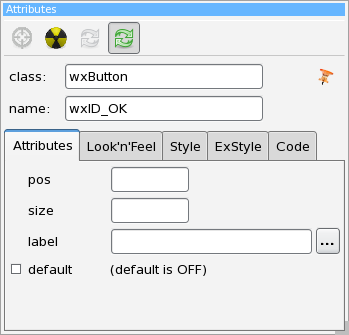 Attributes
class: wxButton
name: wxID_OK
Attributes Look'n'Feel Style ExStyle Code
pos
size
label ...
default (default is OFF)